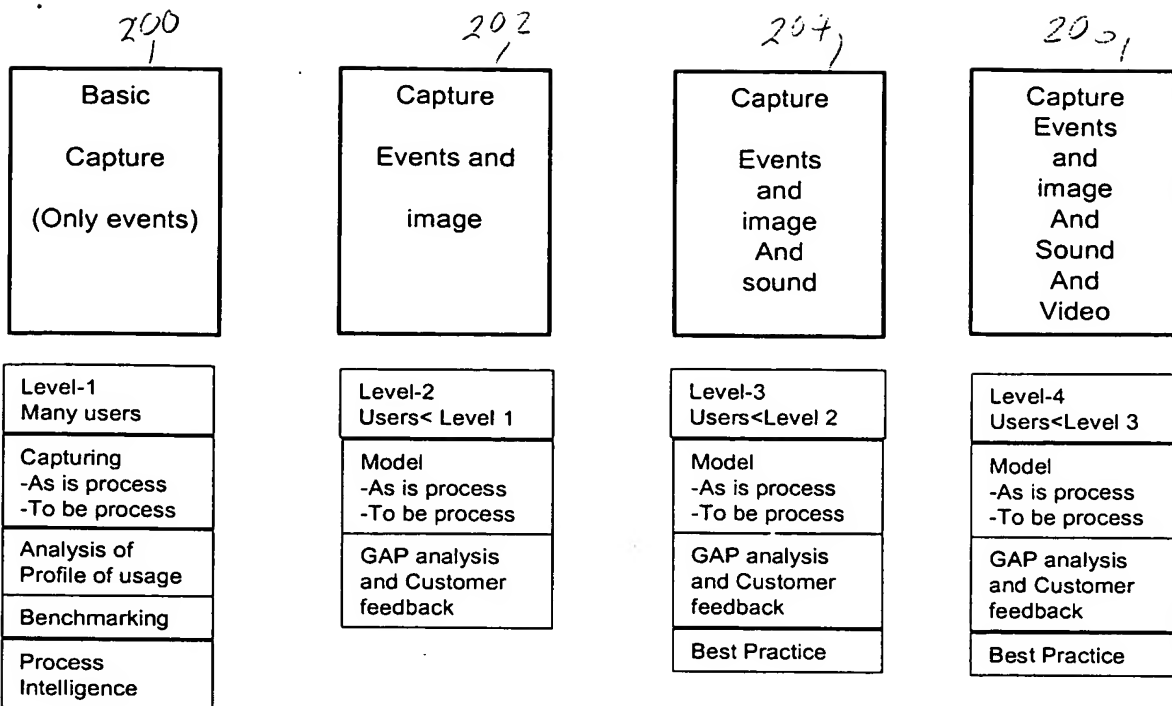 200
202
204
Basic
Capture
(Only events)
Capture
Events and
image
Capture
Events
and
image
And
sound
Capture
Events
and
image
And
Sound
And
Video
Level-1
Many users
Capturing
-As is process
-To be process
Analysis of
Profile of usage
Benchmarking
Process
Intelligence
Level-2
Users< Level 1
Model
-As is process
-To be process
GAP analysis
and Customer
feedback
Level-3
Users<Level 2
Model
-As is process
-To be process
GAP analysis
and Customer
feedback
Best Practice
Level-4
Users<Level 3
Model
-As is process
-To be process
GAP analysis
and Customer
feedback
Best Practice